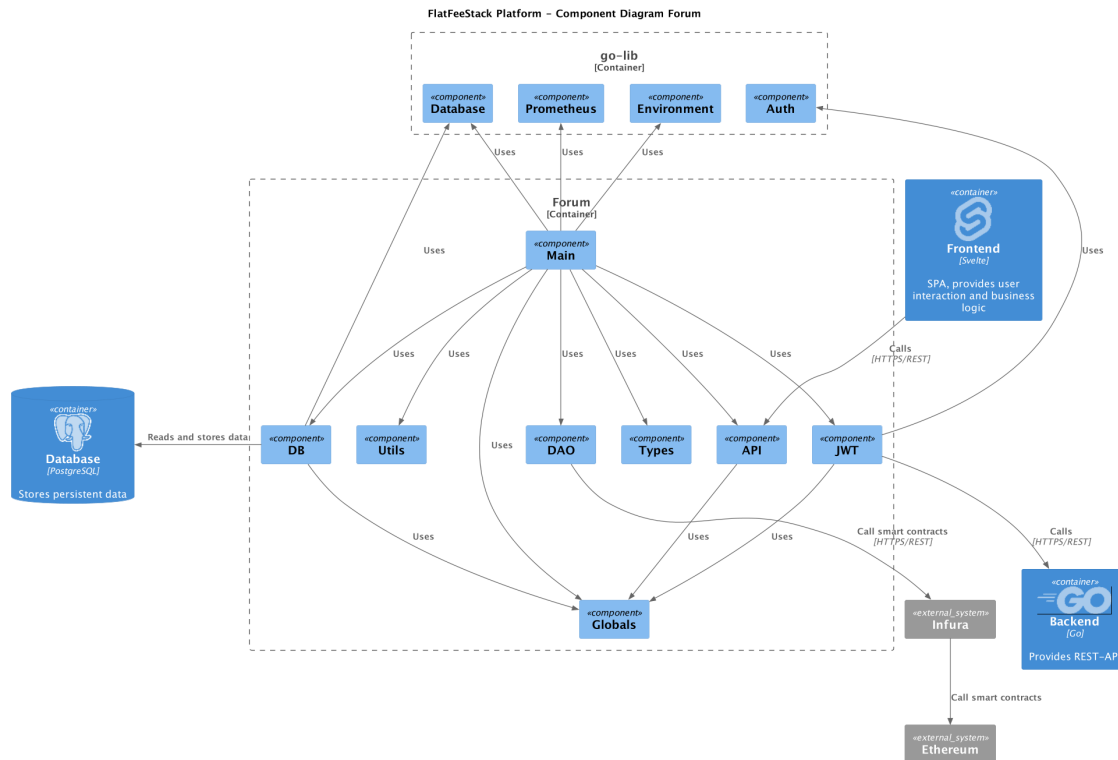 FlatFeeStack Platform – Component Diagram Forum
go-lib
[Container]
«component»
Database
«component»
Prometheus
«component»
Environment
«component»
Auth
Uses
Uses
Uses
Forum
[Container]
«component»
Main
«container»
Frontend
[Svelte]
SPA, provides user
interaction and business
logic
Uses
Uses
Uses
Uses
Uses
Uses
Uses
Uses
Uses
Calls
[HTTPS/REST]
«container»
Database
[PostgreSQL]
Stores persistent data
Reads and stores data
«component»
DB
«component»
Utils
«component»
DAO
«component»
Types
«component»
API
«component»
JWT
Uses
Uses
Uses
Call smart contracts
[HTTPS/REST]
Calls
[HTTPS/REST]
«component»
Globals
«external_system»
Infura
«container»
GO
Backend
[Go]
Provides REST-AP
Call smart contracts
«external_system»
Ethereum